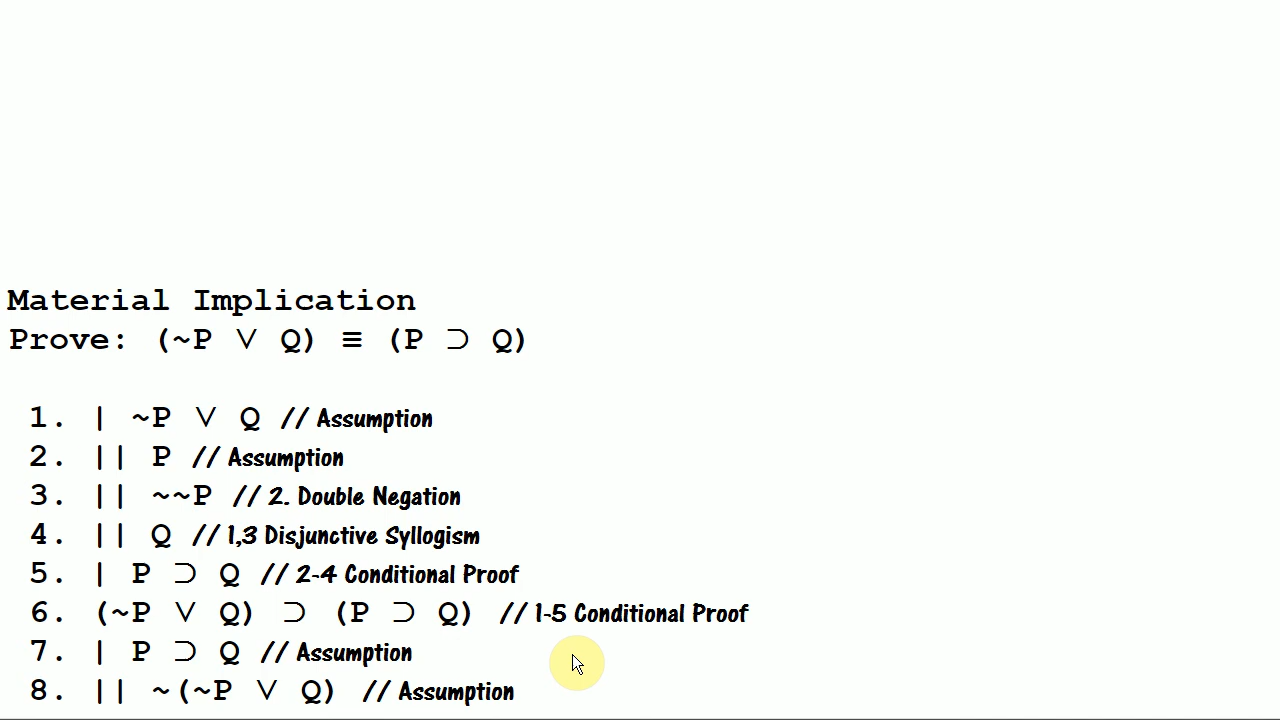 Material Implication
Prove: (~P ∨ Q) ≡ (P ⊃ Q)
1. | ~P ∨ Q // Assumption
2. || P // Assumption
3. || ~~P // 2. Double Negation
4. || Q // 1,3 Disjunctive Syllogism
5. | P ⊃ Q // 2-4 Conditional Proof
6. (~P ∨ Q) ⊃ (P ⊃ Q) // 1-5 Conditional Proof
7. | P ⊃ Q // Assumption
8. || ~(~P ∨ Q) // Assumption